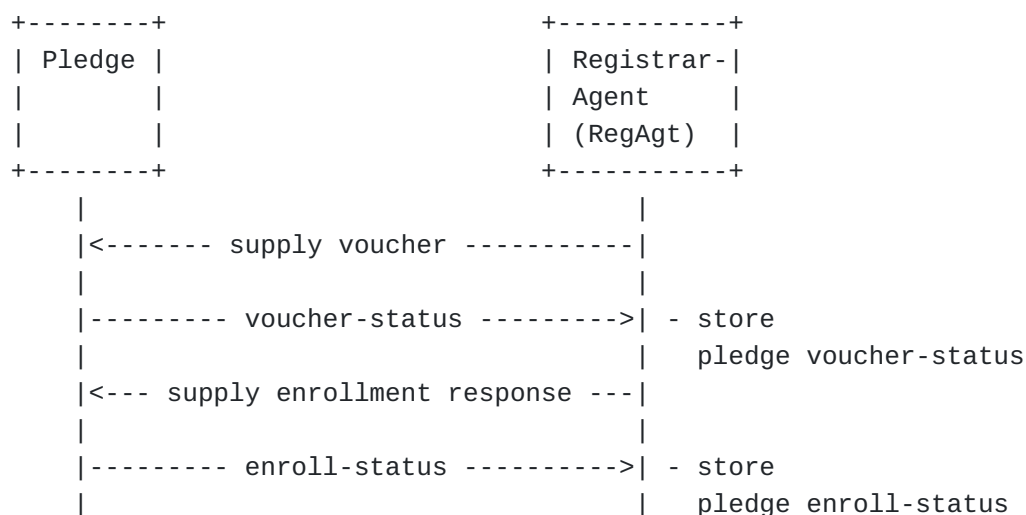 +--------+                        +-----------+
| Pledge |                        | Registrar-|
|        |                        | Agent     |
|        |                        | (RegAgt)  |
+--------+                        +-----------+
    |                                   |
    |<------- supply voucher -----------|
    |                                   |
    |--------- voucher-status --------->| - store
    |                                   |   pledge voucher-status
    |<--- supply enrollment response ---|
    |                                   |
    |--------- enroll-status ---------->| - store
    |                                   |   pledge enroll-status